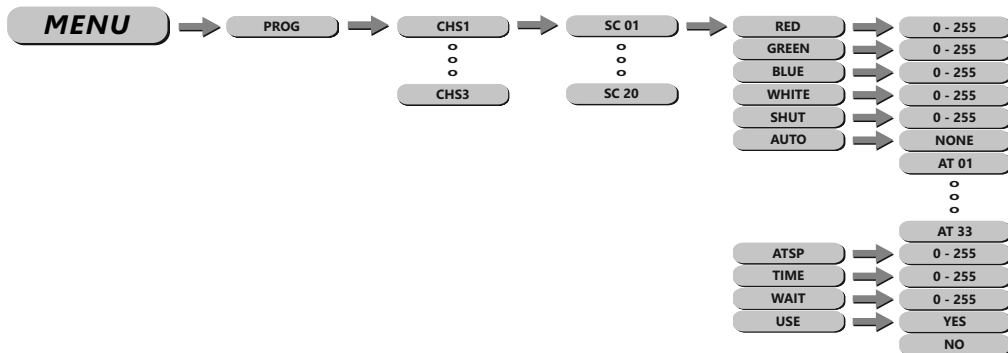 MENU PROG CHS1 SC 01 RED 0 - 255
GREEN 0 - 255
BLUE 0 - 255
CHS3 SC 20 WHITE 0 - 255
SHUT 0 - 255
AUTO NONE
AT 01
AT 33
ATSP 0 - 255
TIME 0 - 255
WAIT 0 - 255
USE YES
NO